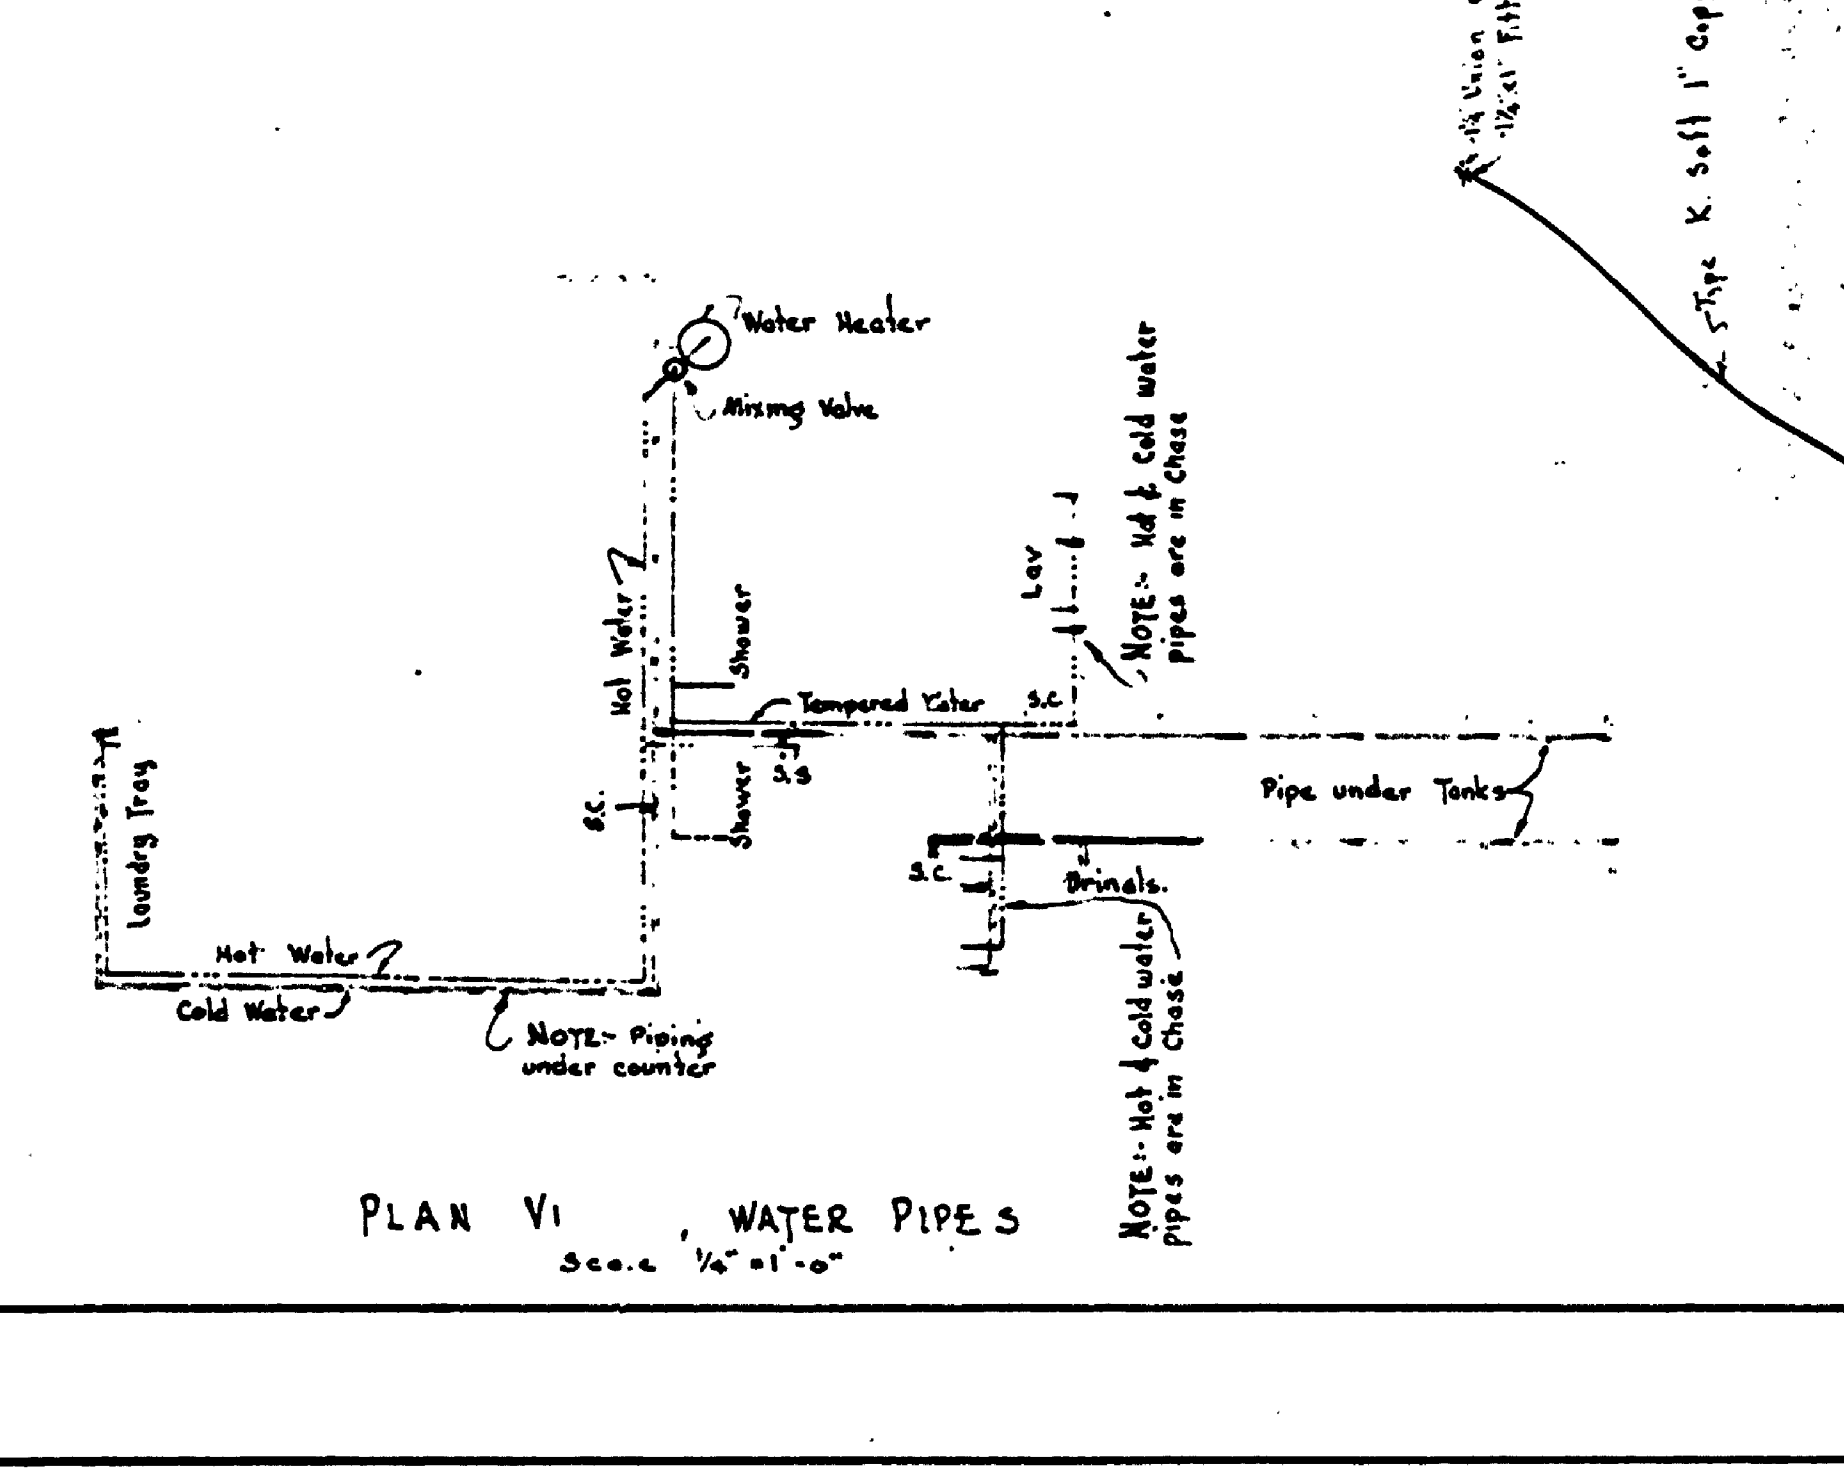 Water Heater
Mixing Valve
Hot Water
Shower
Tempered Water
S.C.
Lav
NOTE:- Hot & Cold water
pipes are in Chase
S.S
Shower
S.C.
Pipe under Tanks
Laundry Tray
S.C.
Urinals.
Hot Water
Cold Water
NOTE:- Piping
under counter
NOTE:- Hot & Cold water
pipes are in Chase
PLAN VI , WATER PIPES
Scale 1/4" = 1'-0"
Type K. Soft 1"
Union